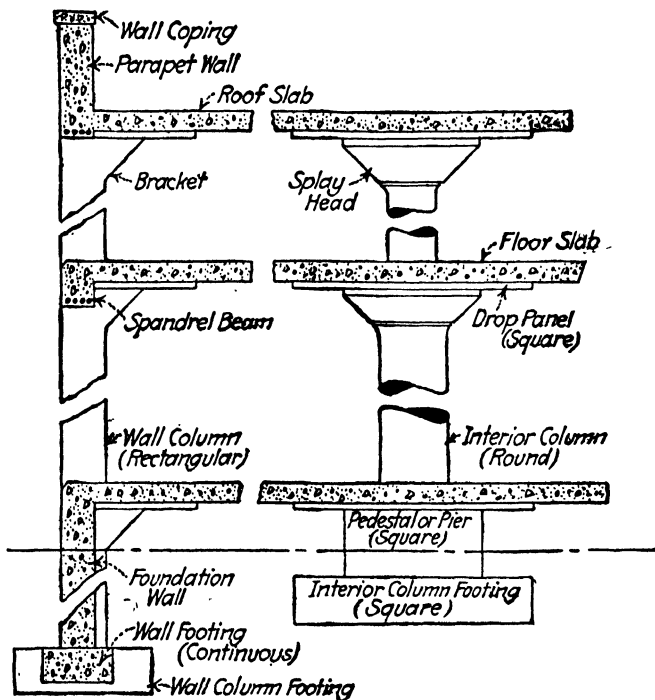 Wall Coping
Parapet Wall
Roof Slab
Bracket
Splay
Head
Floor Slab
Spandrel Beam
Drop Panel
(Square)
Wall Column
(Rectangular)
Interior Column
(Round)
Pedestal or Pier
(Square)
Foundation
Wall
Interior Column Footing
(Square)
Wall Footing
(Continuous)
Wall Column Footing